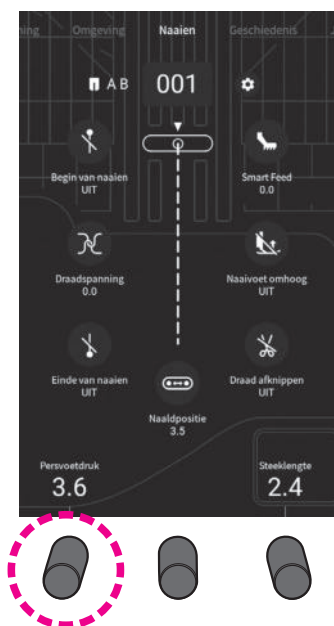 ning Omgeving Naaien Geschiedenis
A B 001
Begin van naaien
UIT
Smart Feed
0.0
Draadspanning
0.0
Naaivoet omhoog
UIT
Einde van naaien
UIT
Draad afknippen
UIT
Naaldpositie
3.5
Persvoetdruk
3.6
Steeklengte
2.4